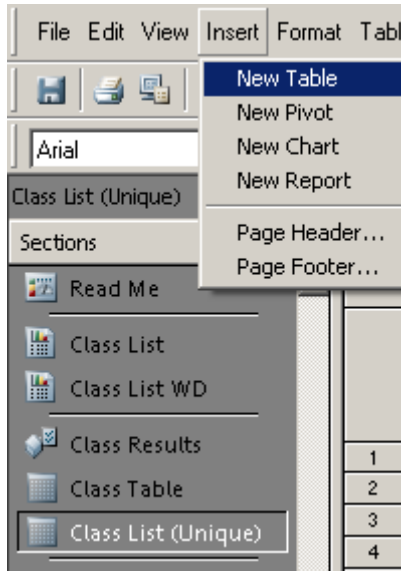 File Edit View Insert Format Tabl
New Table
New Pivot
New Chart
New Report
Page Header...
Page Footer...
Arial
Class List (Unique)
Sections
Read Me
Class List
Class List WD
Class Results
Class Table
Class List (Unique)
1
2
3
4